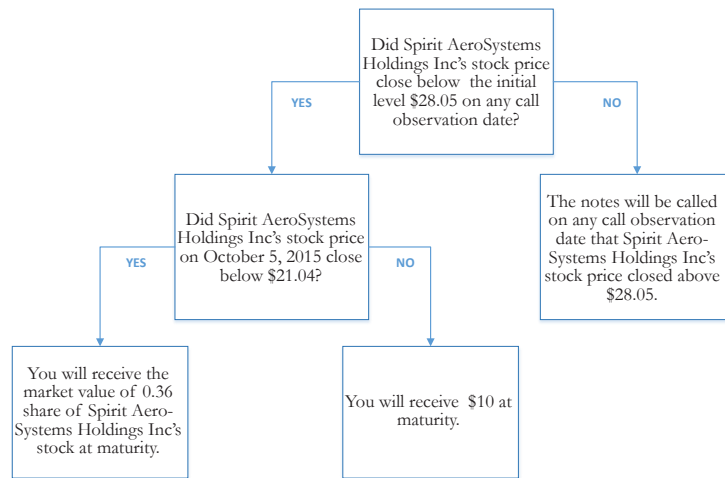 Did Spirit AeroSystems
Holdings Inc's stock price
close below the initial
level $28.05 on any call
observation date?
YES
NO
Did Spirit AeroSystems
Holdings Inc's stock price
on October 5, 2015 close
below $21.04?
The notes will be called
on any call observation
date that Spirit Aero-
Systems Holdings Inc's
stock price closed above
$28.05.
YES
NO
You will receive the
market value of 0.36
share of Spirit Aero-
Systems Holdings Inc's
stock at maturity.
You will receive $10 at
maturity.